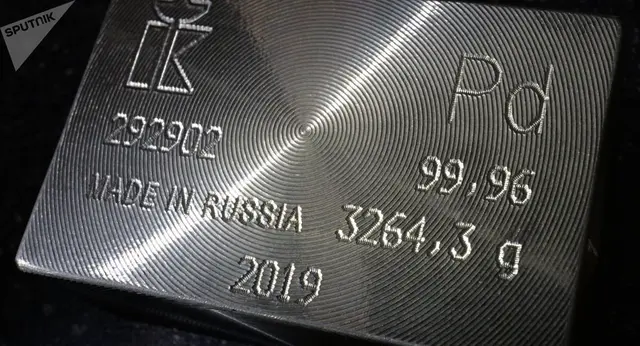 SPUTNIK
Pd
292902
99,96
MADE IN RUSSIA
3264,3 g
2019